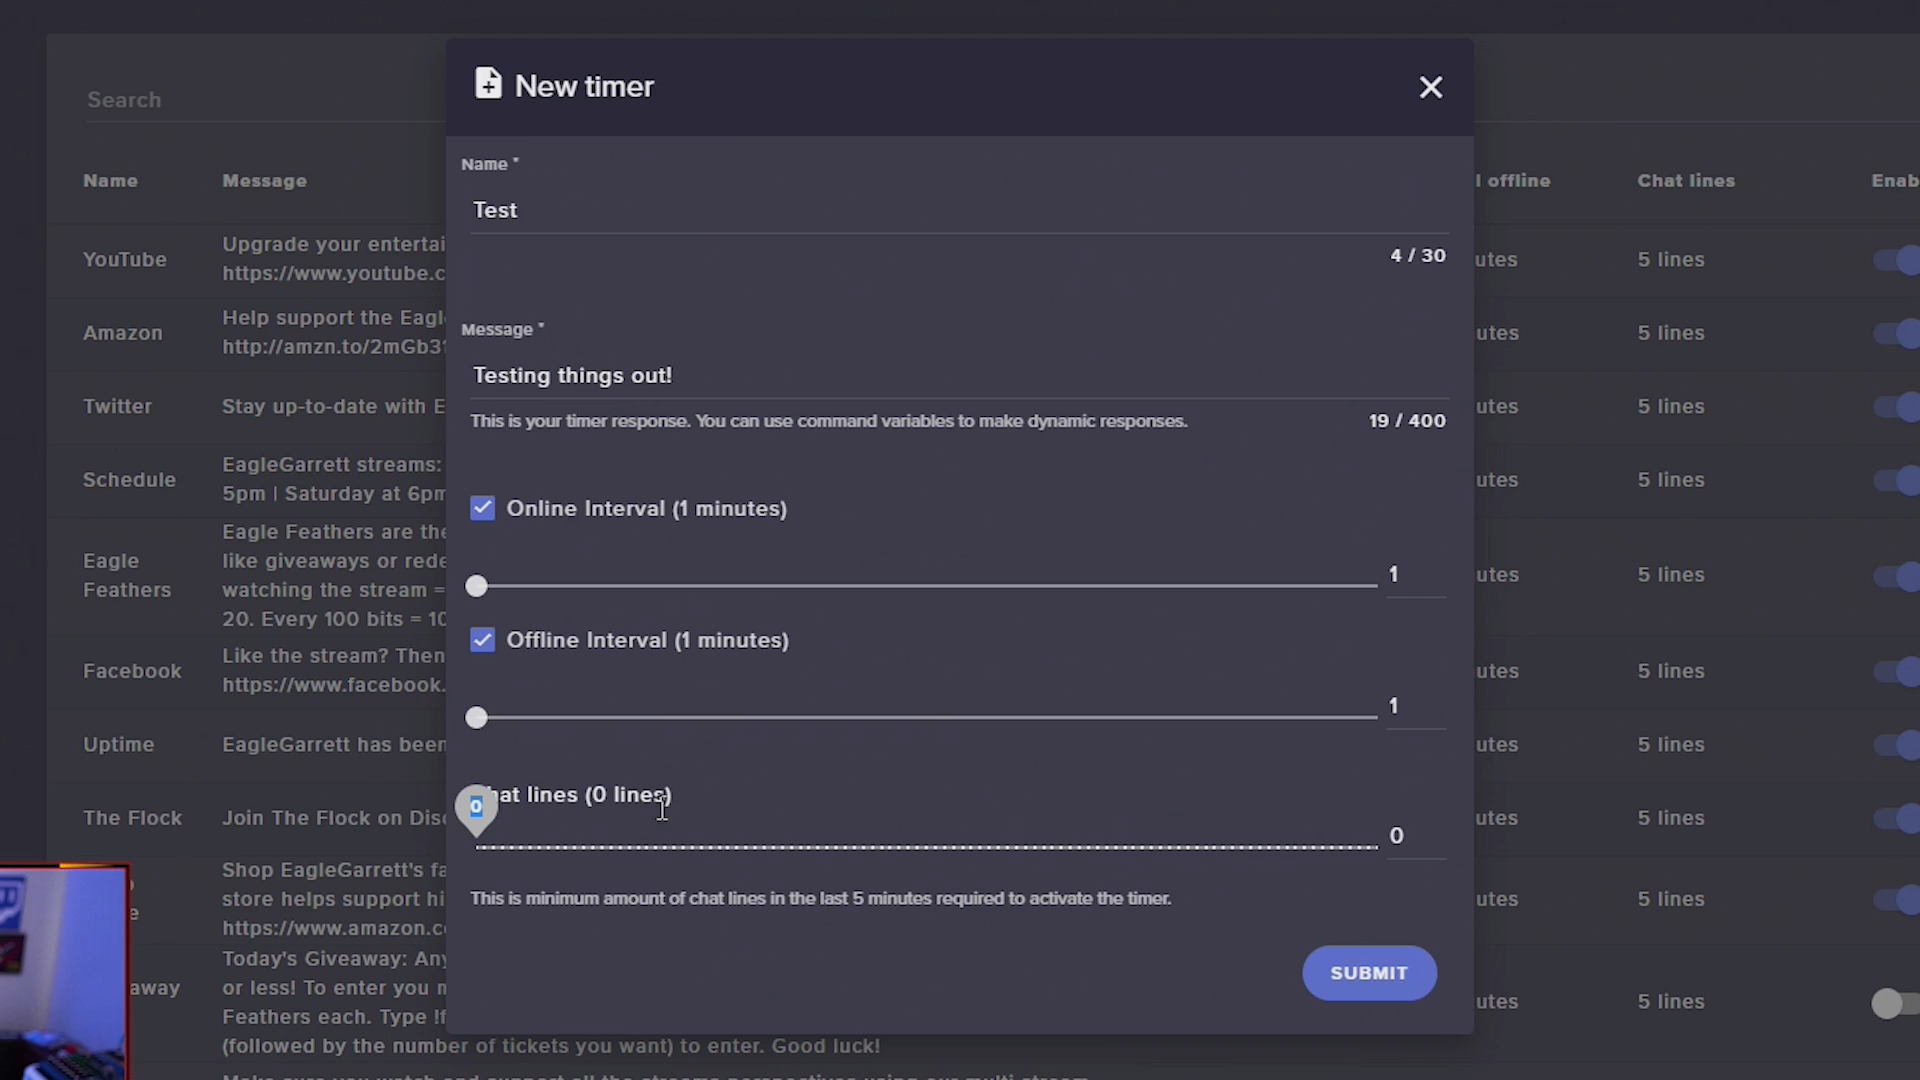 New timer
Search
Name *
Test
4 / 30
Message *
Testing things out!
This is your timer response. You can use command variables to make dynamic responses.
19 / 400
Online Interval (1 minutes)
1
Offline Interval (1 minutes)
1
hat lines (0 lines)
0
0
This is minimum amount of chat lines in the last 5 minutes required to activate the timer.
SUBMIT
Name Message l offline Chat lines Enab
YouTube
Upgrade your entertai
https://www.youtube.c
utes 5 lines
Amazon
Help support the Eagl
http://amzn.to/2mGb31
utes 5 lines
Twitter Stay up-to-date with E utes 5 lines
Schedule
EagleGarrett streams:
5pm | Saturday at 6pm
utes 5 lines
Eagle
Feathers
Eagle Feathers are the
like giveaways or rede
watching the stream =
20. Every 100 bits = 10
utes 5 lines
Facebook
Like the stream? Then
https://www.facebook.
utes 5 lines
Uptime EagleGarrett has been utes 5 lines
The Flock Join The Flock on Disc utes 5 lines
Shop EagleGarrett's fa
store helps support hi
https://www.amazon.co
utes 5 lines
away
Today's Giveaway: Any
or less! To enter you m
Feathers each. Type !f
(followed by the number of tickets you want) to enter. Good luck!
utes 5 lines